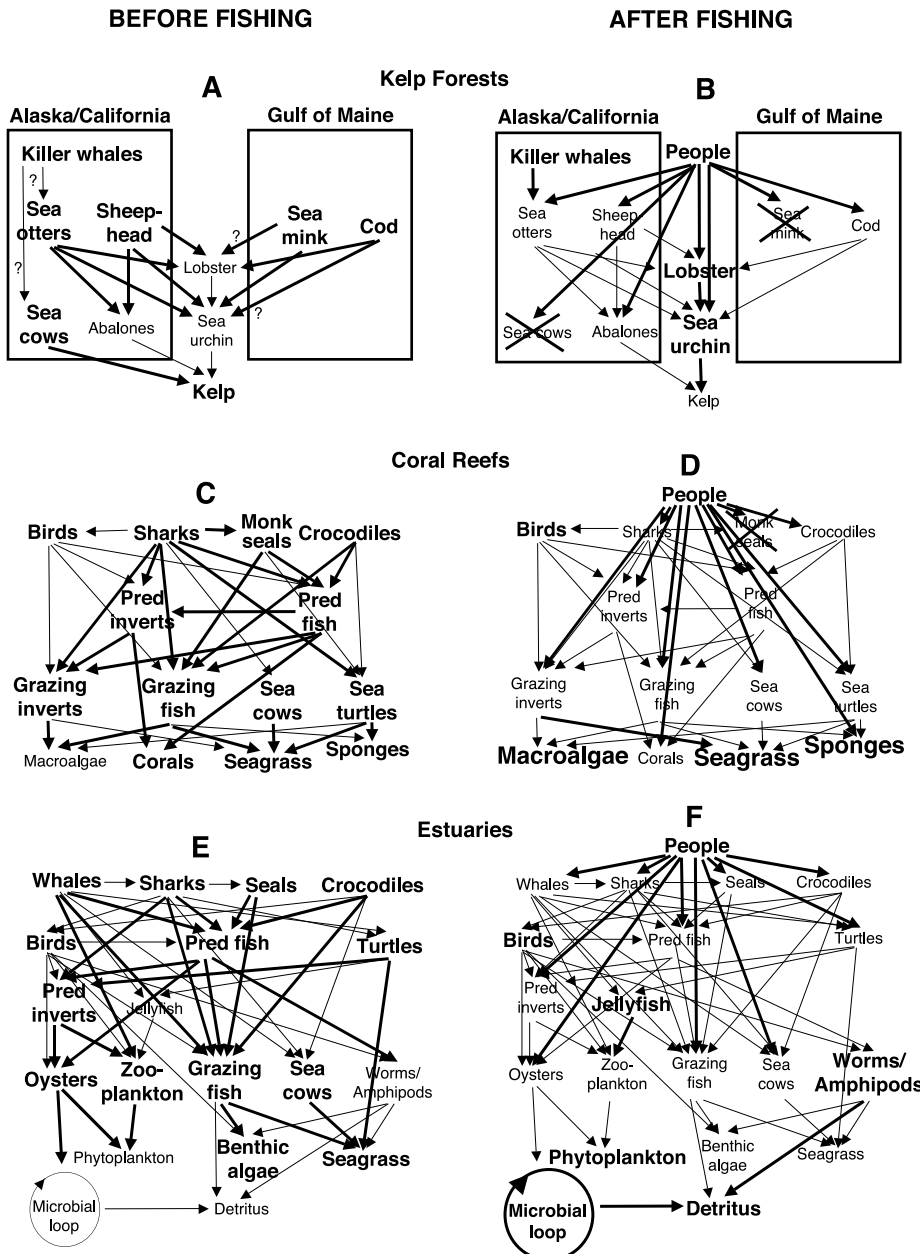 BEFORE FISHING
AFTER FISHING
Kelp Forests
A
Alaska/California
Gulf of Maine
Killer whales
?
Sea
otters
Sheep-
head
?
Sea
mink
Cod
Lobster
?
Sea
cows
Abalones
Sea
urchin
?
Kelp
B
Alaska/California
Gulf of Maine
Killer whales
People
Sea
otters
Sheep-
head
Sea
mink
Cod
Lobster
Sea cows
Abalones
Sea
urchin
Kelp
Coral Reefs
C
Birds
Sharks
Monk
seals
Crocodiles
Pred
inverts
Pred
fish
Grazing
inverts
Grazing
fish
Sea
cows
Sea
turtles
Macroalgae
Corals
Seagrass
Sponges
D
People
Birds
Sharks
Monk
seals
Crocodiles
Pred
inverts
Pred
fish
Grazing
inverts
Grazing
fish
Sea
cows
Sea
turtles
Macroalgae
Corals
Seagrass
Sponges
Estuaries
E
Whales
Sharks
Seals
Crocodiles
Birds
Pred fish
Turtles
Pred
inverts
Jellyfish
Oysters
Zoo-
plankton
Grazing
fish
Sea
cows
Worms/
Amphipods
Phytoplankton
Benthic
algae
Seagrass
Microbial
loop
Detritus
F
People
Whales
Sharks
Seals
Crocodiles
Birds
Pred fish
Turtles
Pred
inverts
Jellyfish
Oysters
Zoo-
plankton
Grazing
fish
Sea
cows
Worms/
Amphipods
Phytoplankton
Benthic
algae
Seagrass
Microbial
loop
Detritus